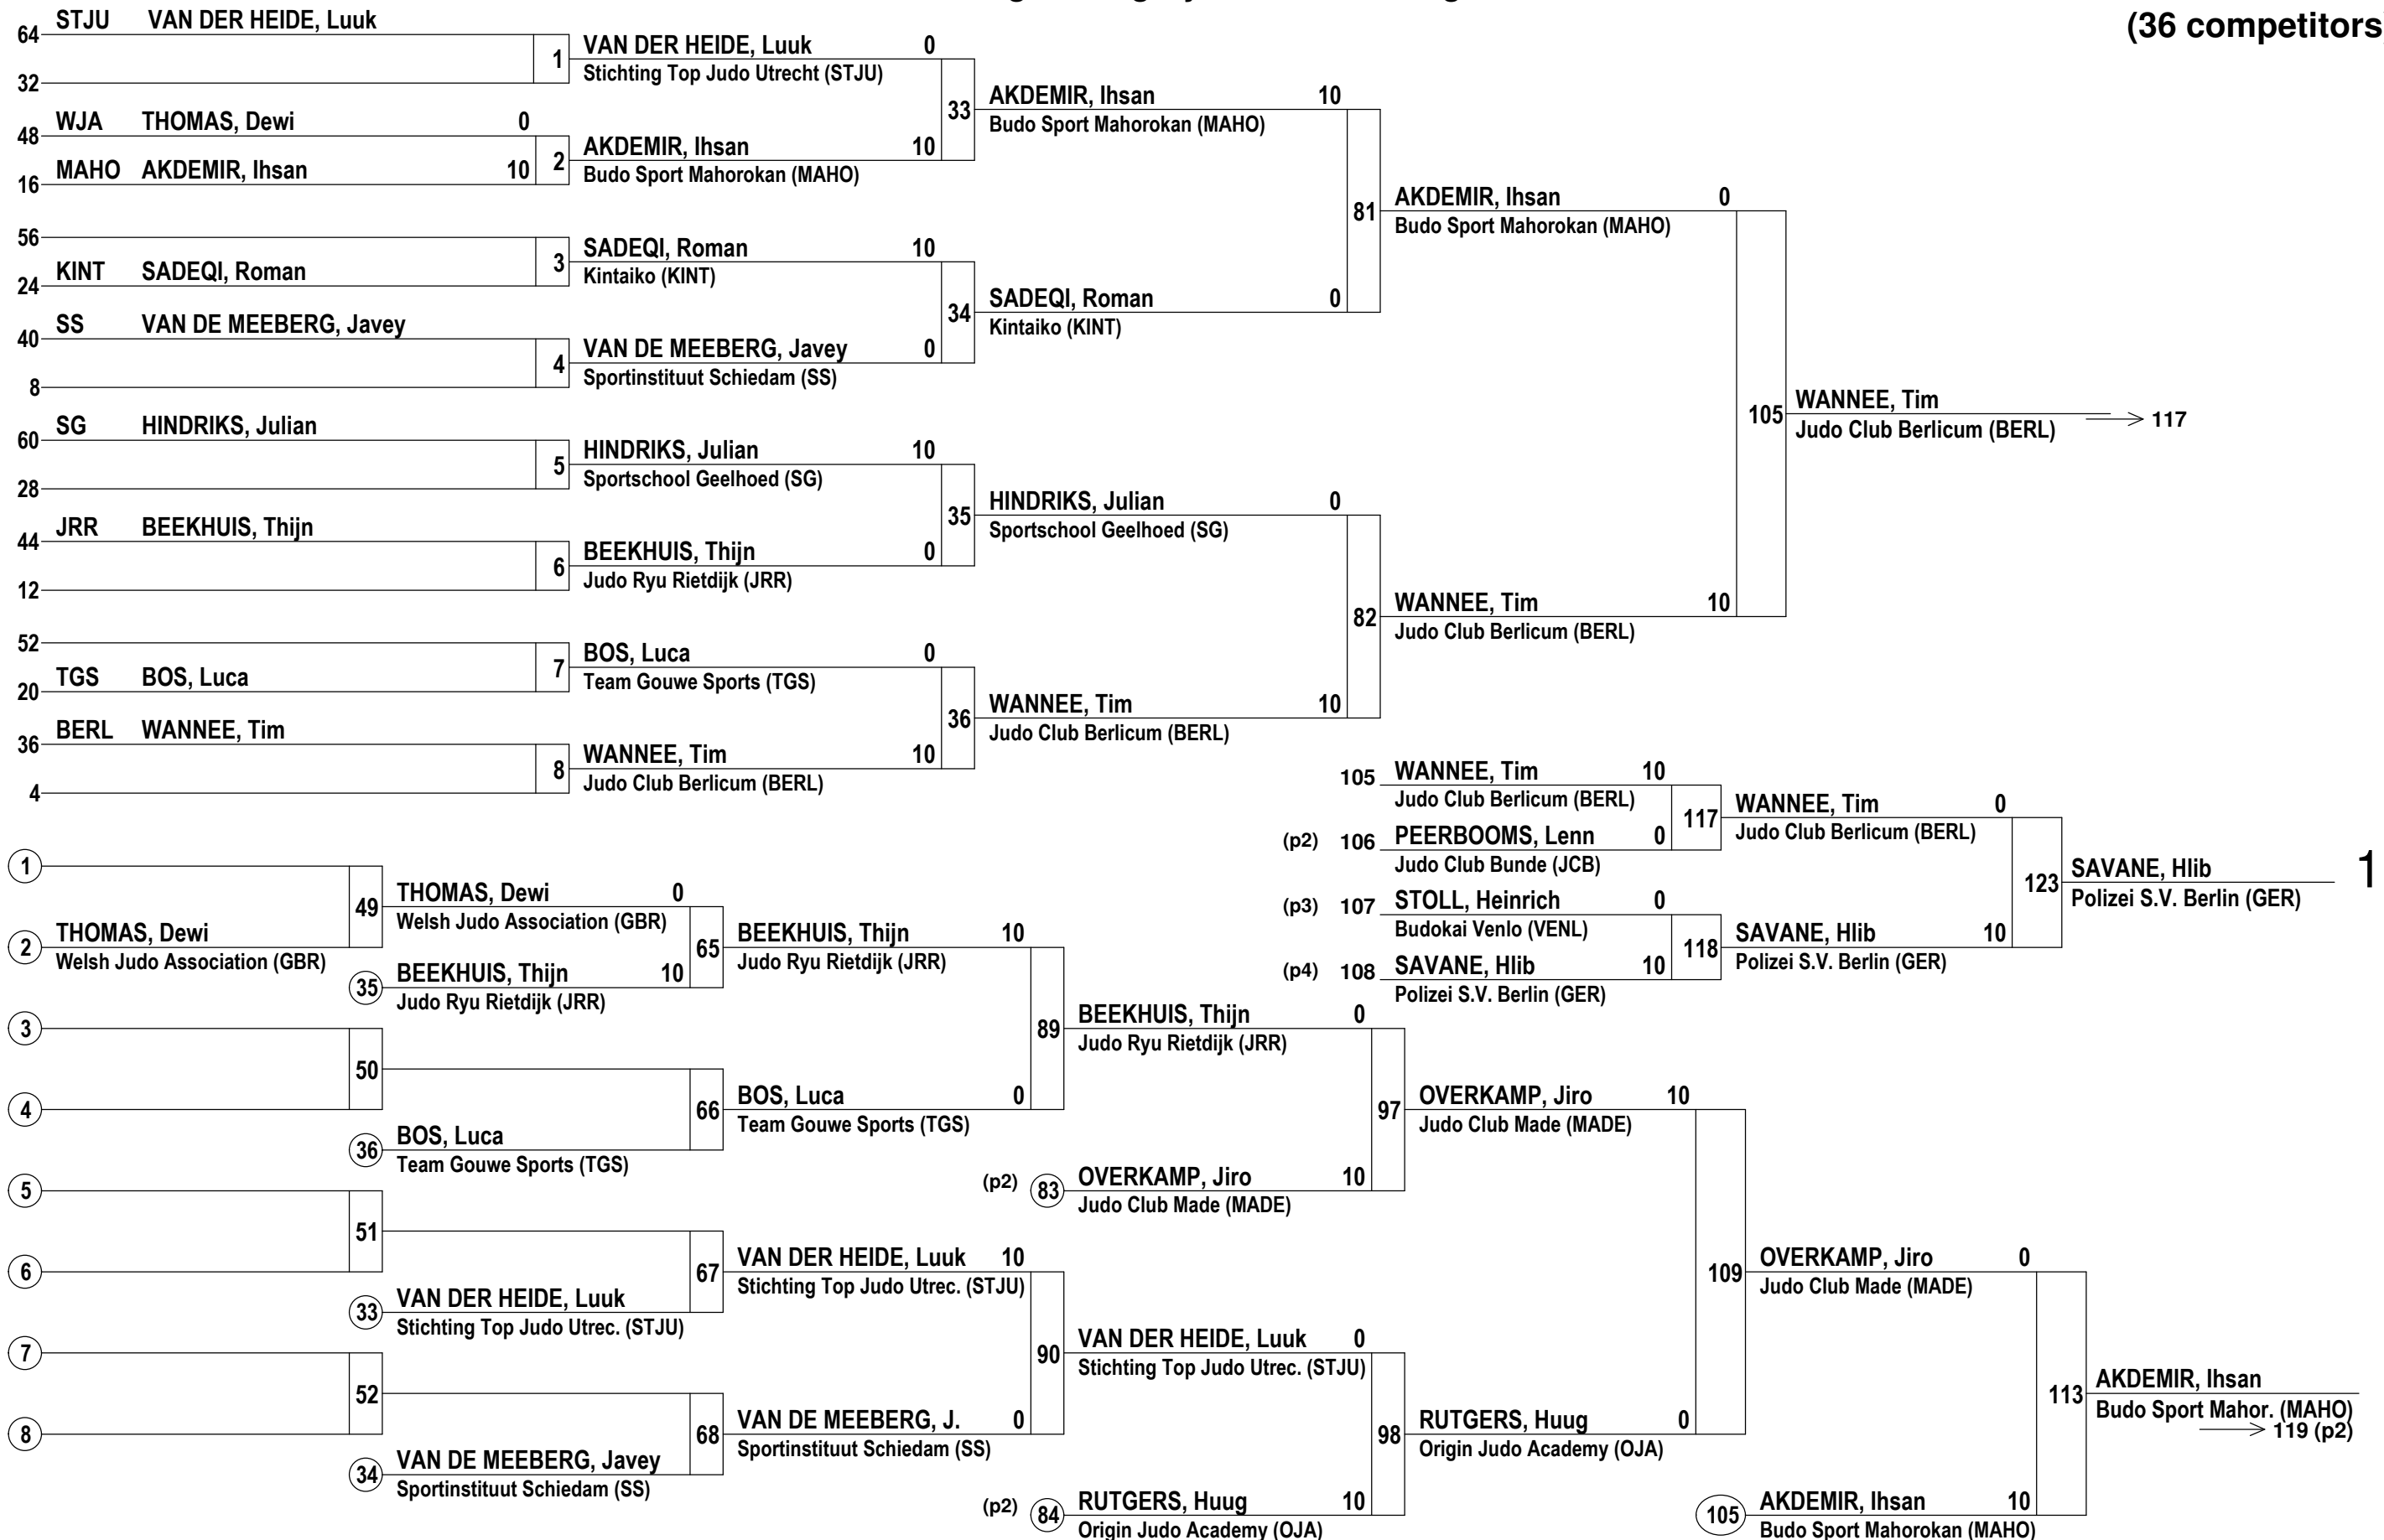 (36 competitors
64 STJU VAN DER HEIDE, Luuk
32
1 VAN DER HEIDE, Luuk 0
Stichting Top Judo Utrecht (STJU)
48 WJA THOMAS, Dewi 0
16 MAHO AKDEMIR, Ihsan 10
2 AKDEMIR, Ihsan 10
Budo Sport Mahorokan (MAHO)
33 AKDEMIR, Ihsan 10
Budo Sport Mahorokan (MAHO)
56
24 KINT SADEQI, Roman
3 SADEQI, Roman 10
Kintaiko (KINT)
40 SS VAN DE MEEBERG, Javey
8
4 VAN DE MEEBERG, Javey 0
Sportinstituut Schiedam (SS)
34 SADEQI, Roman 0
Kintaiko (KINT)
81 AKDEMIR, Ihsan 0
Budo Sport Mahorokan (MAHO)
60 SG HINDRIKS, Julian
28
5 HINDRIKS, Julian 10
Sportschool Geelhoed (SG)
44 JRR BEEKHUIS, Thijn
12
6 BEEKHUIS, Thijn 0
Judo Ryu Rietdijk (JRR)
35 HINDRIKS, Julian 0
Sportschool Geelhoed (SG)
52
20 TGS BOS, Luca
7 BOS, Luca 0
Team Gouwe Sports (TGS)
36 BERL WANNEE, Tim
4
8 WANNEE, Tim 10
Judo Club Berlicum (BERL)
36 WANNEE, Tim 10
Judo Club Berlicum (BERL)
82 WANNEE, Tim 10
Judo Club Berlicum (BERL)
105 WANNEE, Tim
Judo Club Berlicum (BERL)
117
105 WANNEE, Tim 10
Judo Club Berlicum (BERL)
(p2) 106 PEERBOOMS, Lenn 0
Judo Club Bunde (JCB)
117 WANNEE, Tim 0
Judo Club Berlicum (BERL)
(p3) 107 STOLL, Heinrich 0
Budokai Venlo (VENL)
(p4) 108 SAVANE, Hlib 10
Polizei S.V. Berlin (GER)
118 SAVANE, Hlib 10
Polizei S.V. Berlin (GER)
123 SAVANE, Hlib 1
Polizei S.V. Berlin (GER)
1
2 THOMAS, Dewi
Welsh Judo Association (GBR)
49 THOMAS, Dewi 0
Welsh Judo Association (GBR)
35 BEEKHUIS, Thijn 10
Judo Ryu Rietdijk (JRR)
65 BEEKHUIS, Thijn 10
Judo Ryu Rietdijk (JRR)
3
4
50
36 BOS, Luca
Team Gouwe Sports (TGS)
66 BOS, Luca 0
Team Gouwe Sports (TGS)
89 BEEKHUIS, Thijn 0
Judo Ryu Rietdijk (JRR)
(p2) 83 OVERKAMP, Jiro 10
Judo Club Made (MADE)
97 OVERKAMP, Jiro 10
Judo Club Made (MADE)
5
6
51
33 VAN DER HEIDE, Luuk
Stichting Top Judo Utrec. (STJU)
67 VAN DER HEIDE, Luuk 10
Stichting Top Judo Utrec. (STJU)
7
8
52
34 VAN DE MEEBERG, Javey
Sportinstituut Schiedam (SS)
68 VAN DE MEEBERG, J. 0
Sportinstituut Schiedam (SS)
90 VAN DER HEIDE, Luuk 0
Stichting Top Judo Utrec. (STJU)
(p2) 84 RUTGERS, Huug 10
Origin Judo Academy (OJA)
98 RUTGERS, Huug 0
Origin Judo Academy (OJA)
109 OVERKAMP, Jiro 0
Judo Club Made (MADE)
105 AKDEMIR, Ihsan 10
Budo Sport Mahorokan (MAHO)
113 AKDEMIR, Ihsan
Budo Sport Mahor. (MAHO)
119 (p2)